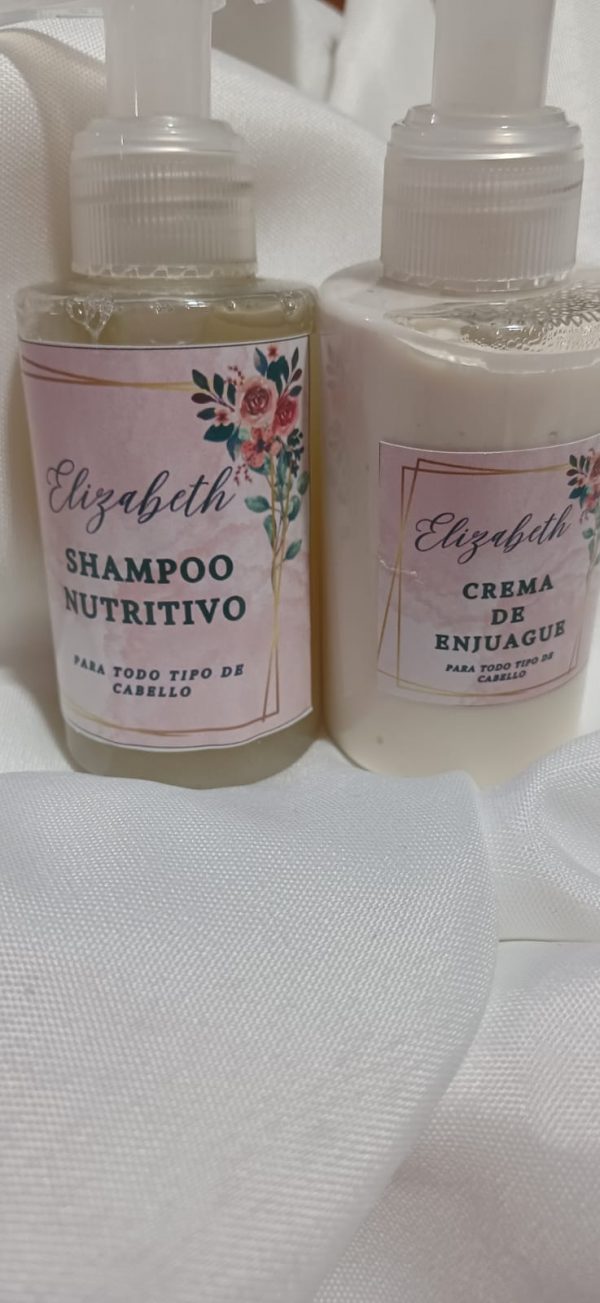 Elizabeth
SHAMPOO
NUTRITIVO
PARA TODO TIPO DE
CABELLO
Elizabeth
CREMA
DE
ENJUAGUE
PARA TODO TIPO DE
CABELLO